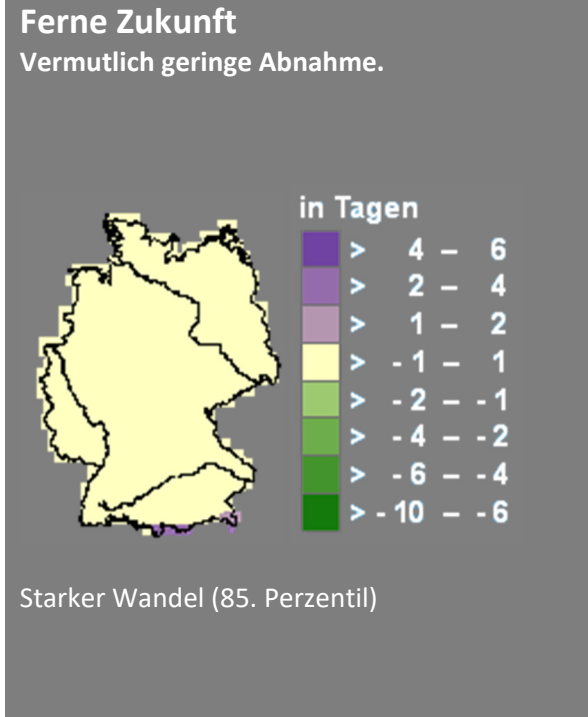 Ferne Zukunft
Vermutlich geringe Abnahme.
in Tagen
> 4 – 6
> 2 – 4
> 1 – 2
> - 1 – 1
> - 2 – - 1
> - 4 – - 2
> - 6 – - 4
> - 10 – - 6
Starker Wandel (85. Perzentil)